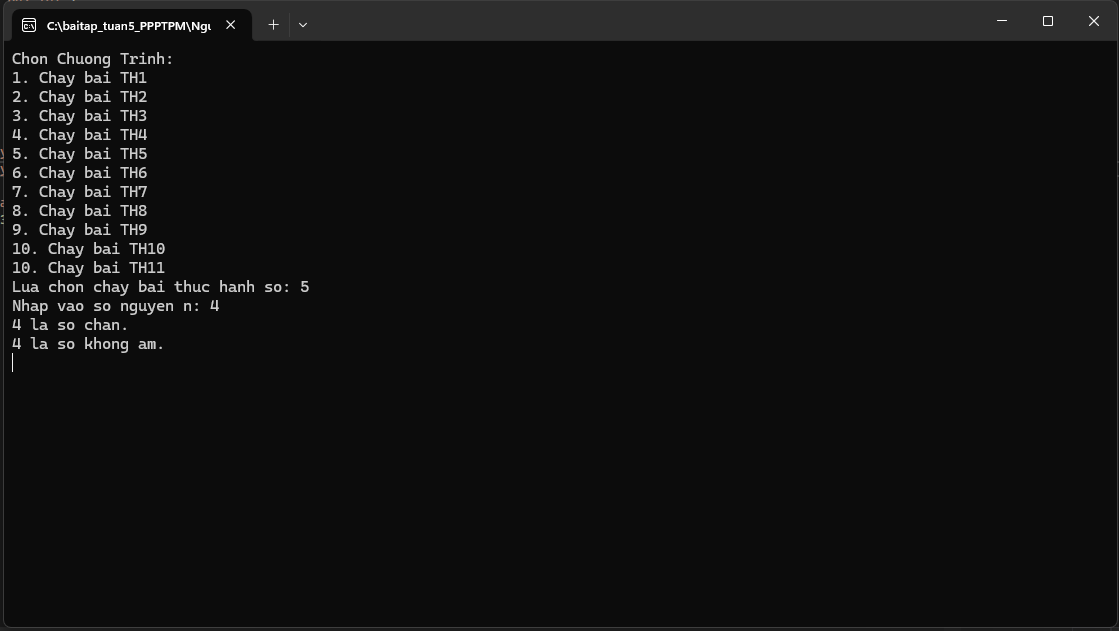 C:\baitap_tuan5_PPPTPM\Ngu
Chon Chuong Trinh:
1. Chay bai TH1
2. Chay bai TH2
3. Chay bai TH3
4. Chay bai TH4
5. Chay bai TH5
6. Chay bai TH6
7. Chay bai TH7
8. Chay bai TH8
9. Chay bai TH9
10. Chay bai TH10
10. Chay bai TH11
Lua chon chay bai thuc hanh so: 5
Nhap vao so nguyen n: 4
4 la so chan.
4 la so khong am.